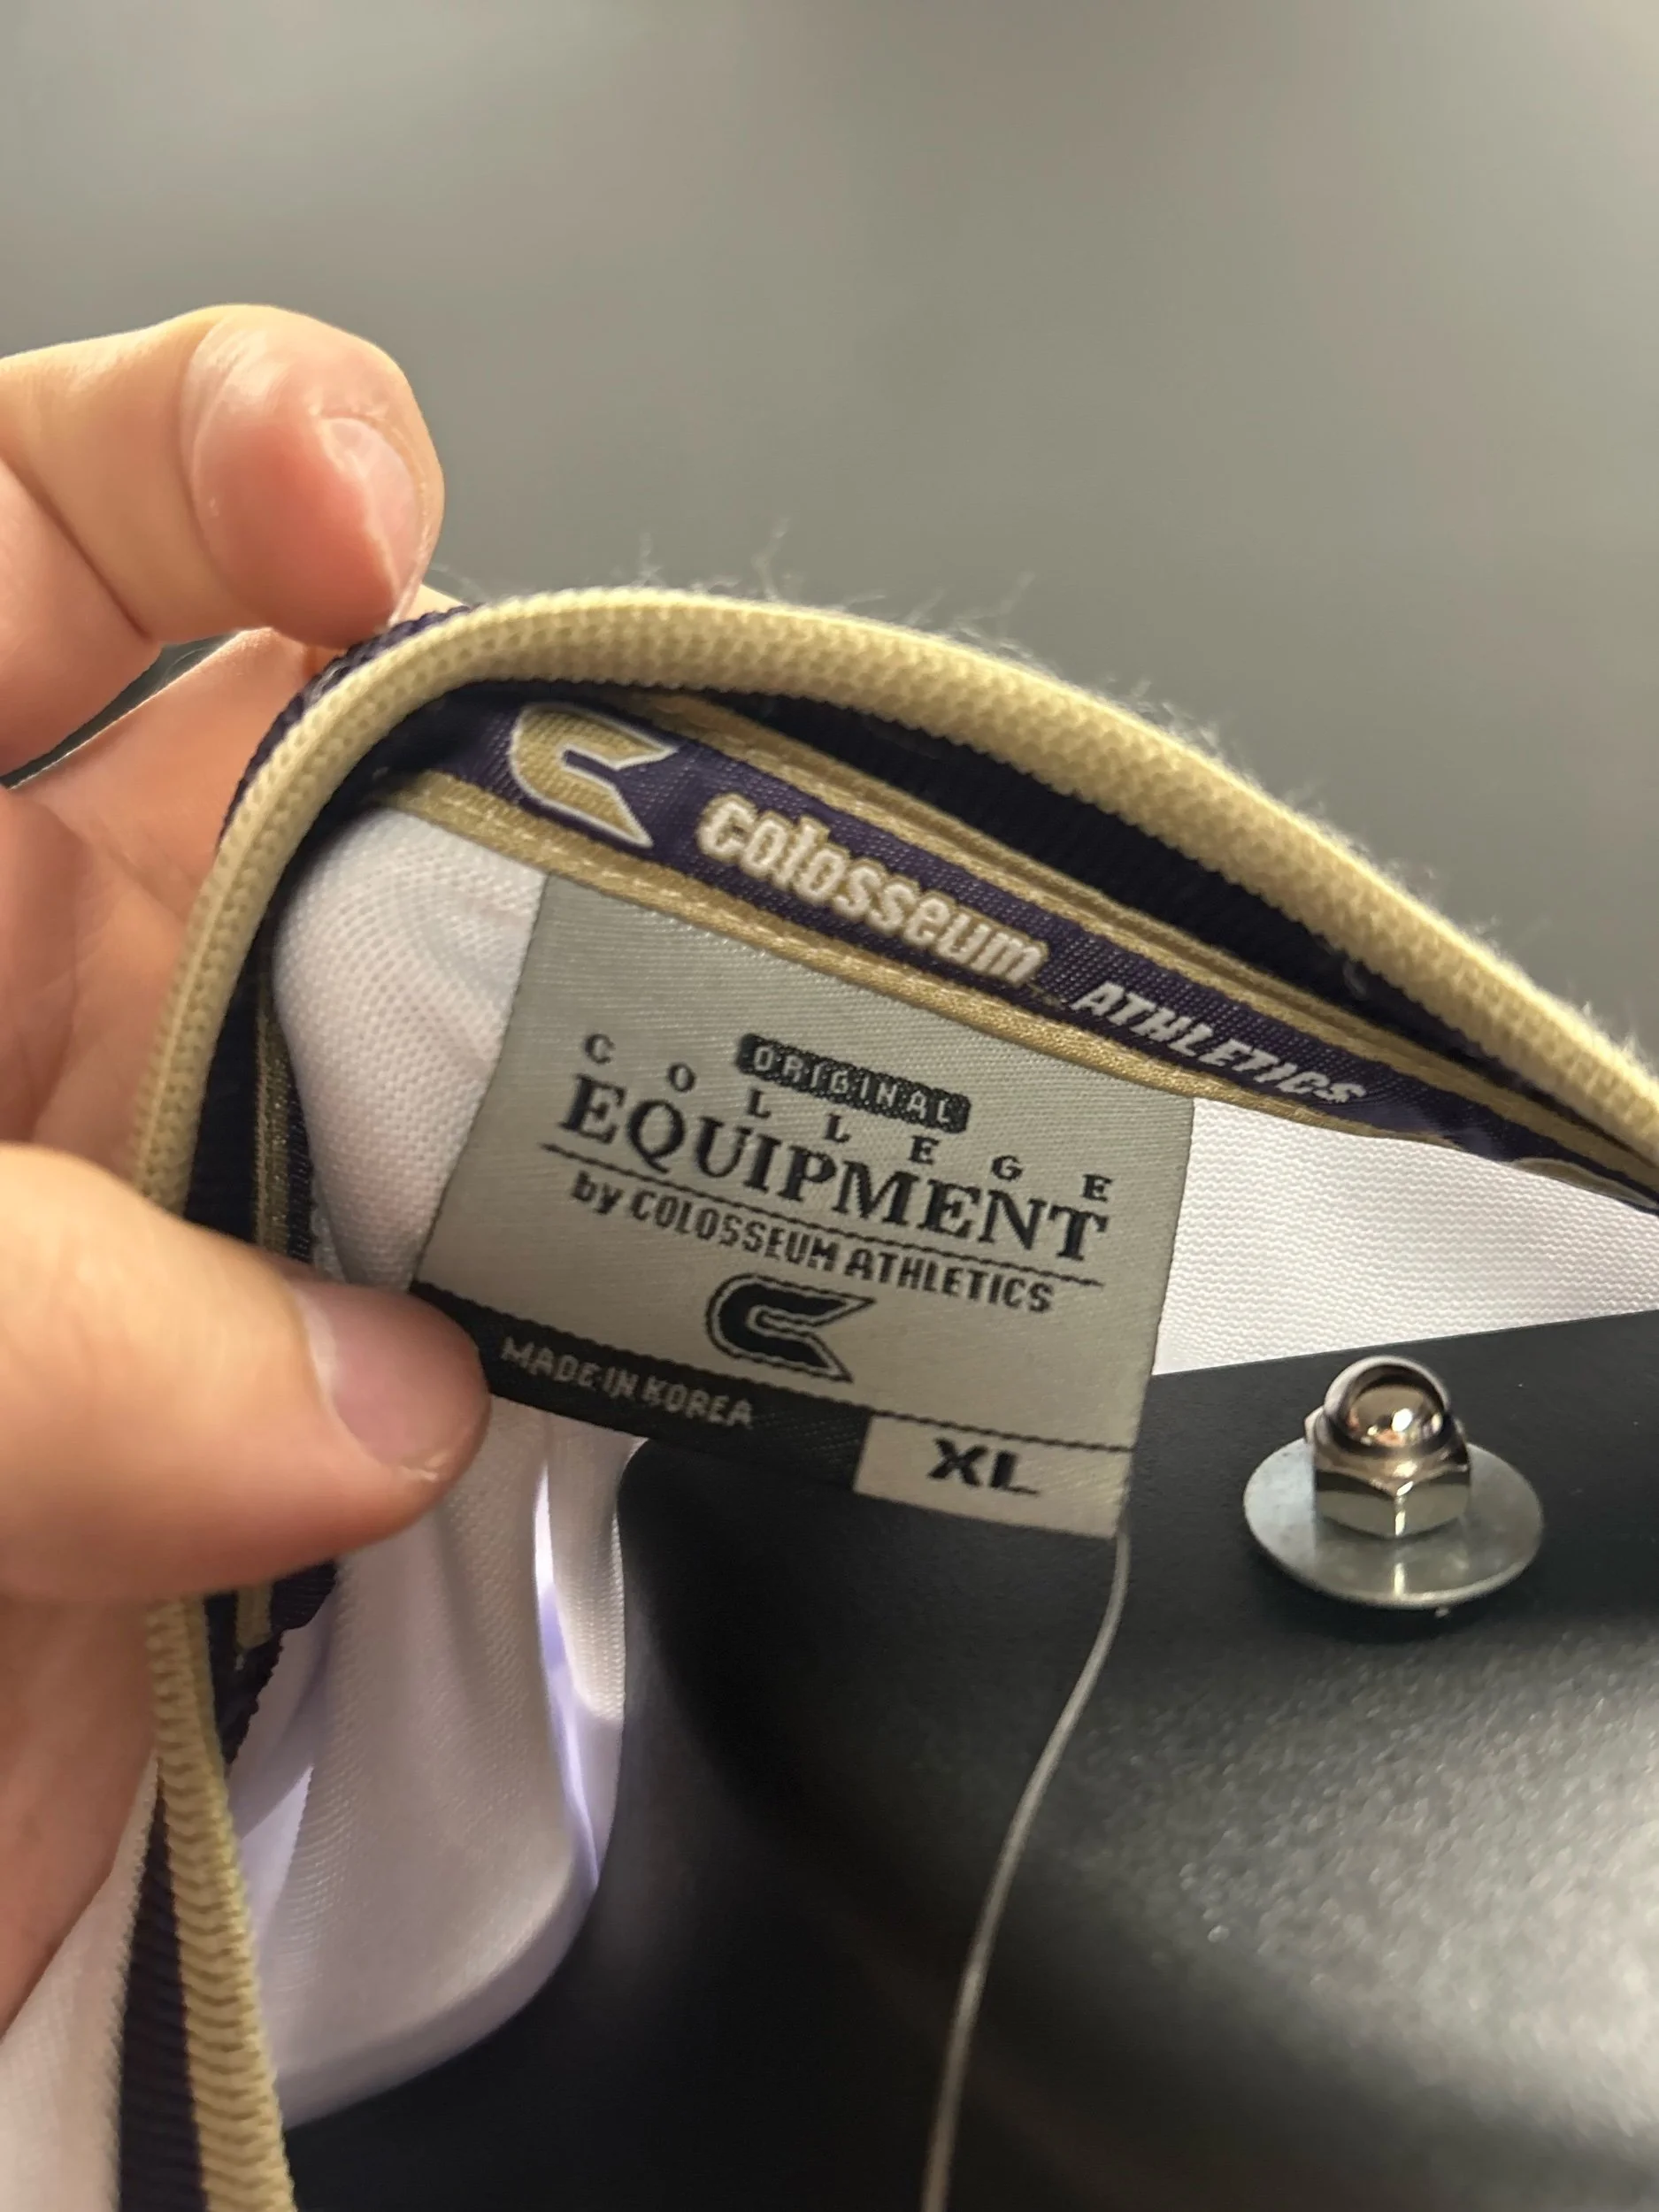 colosseum ATHLETICS
ORIGINAL
COLLEGE
EQUIPMENT
by COLOSSEUM ATHLETICS
MADE IN KOREA
XL